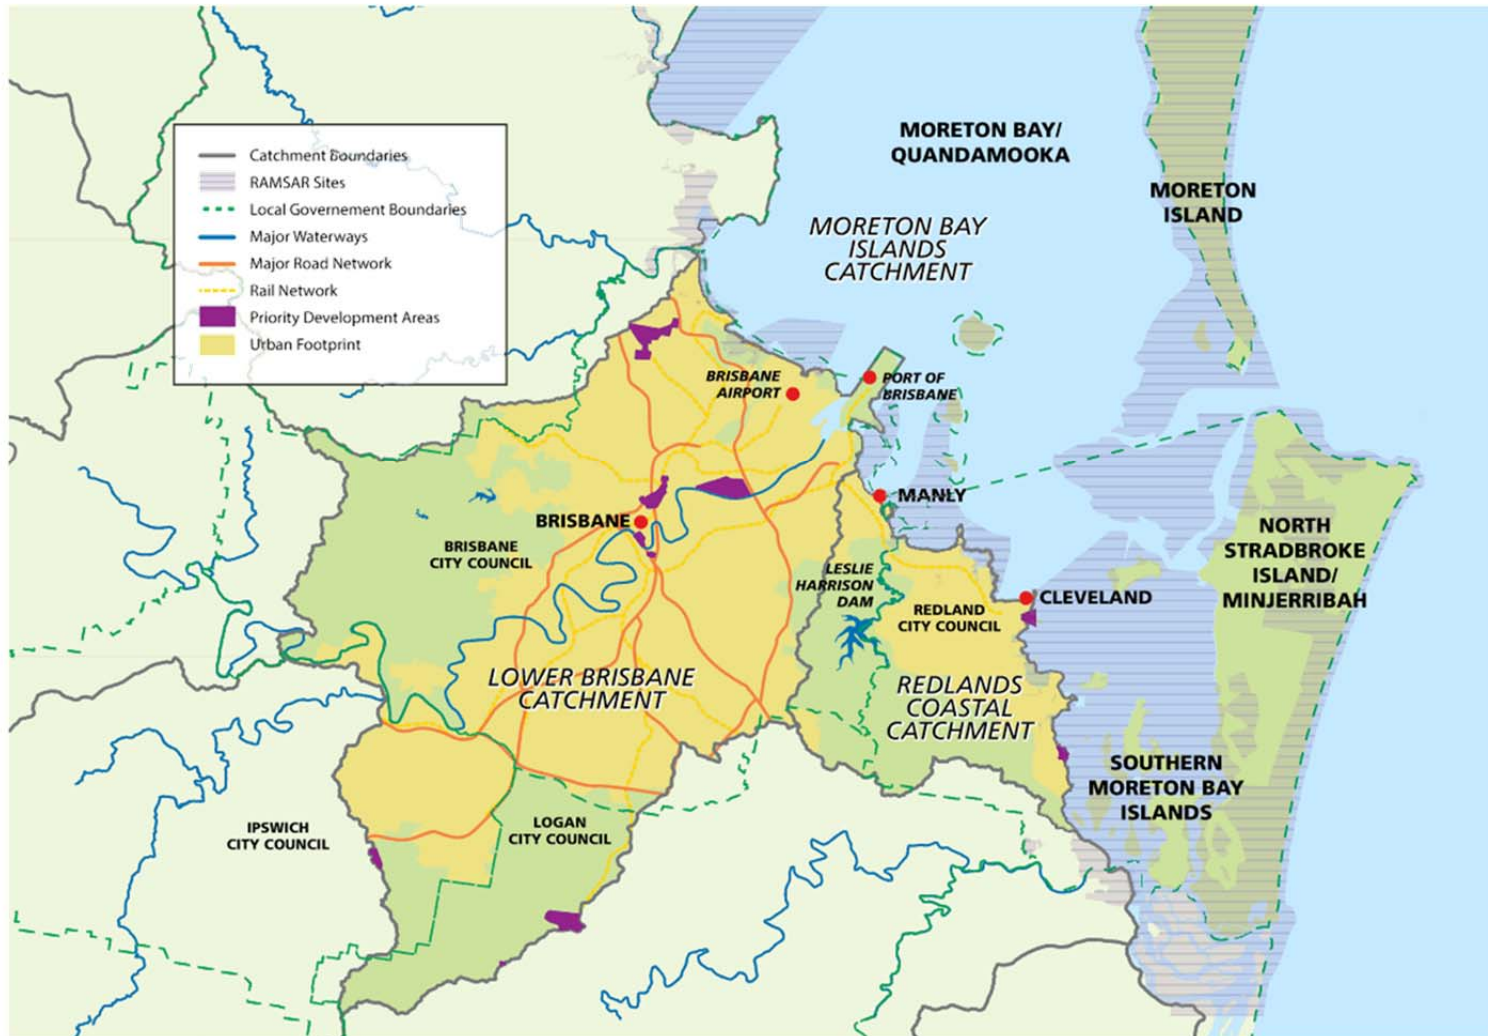 Catchment Boundaries
RAMSAR Sites
Local Governement Boundaries
Major Waterways
Major Road Network
Rail Network
Priority Development Areas
Urban Footprint
MORETON BAY/
QUANDAMOOKA
MORETON
ISLAND
MORETON BAY
ISLANDS
CATCHMENT
BRISBANE
AIRPORT
PORT OF
BRISBANE
MANLY
BRISBANE
BRISBANE
CITY COUNCIL
LESLIE
HARRISON
DAM
REDLAND
CITY COUNCIL
CLEVELAND
NORTH
STRADBROKE
ISLAND/
MINJERRIBAH
LOWER BRISBANE
CATCHMENT
REDLANDS
COASTAL
CATCHMENT
SOUTHERN
MORETON BAY
ISLANDS
IPSWICH
CITY COUNCIL
LOGAN
CITY COUNCIL